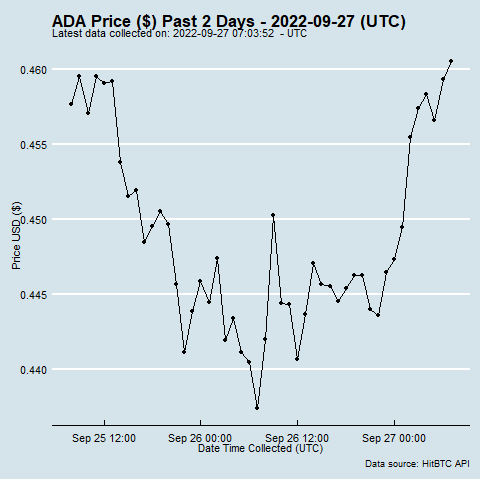 ADA Price ($) Past 2 Days - 2022-09-27 (UTC)
Latest data collected on: 2022-09-27 07:03:52 - UTC
0.460
0.455
0.450
0.445
0.440
Price USD ($)
Sep 25 12:00 Sep 26 00:00 Sep 26 12:00 Sep 27 00:00
Date Time Collected (UTC)
Data source: HitBTC API